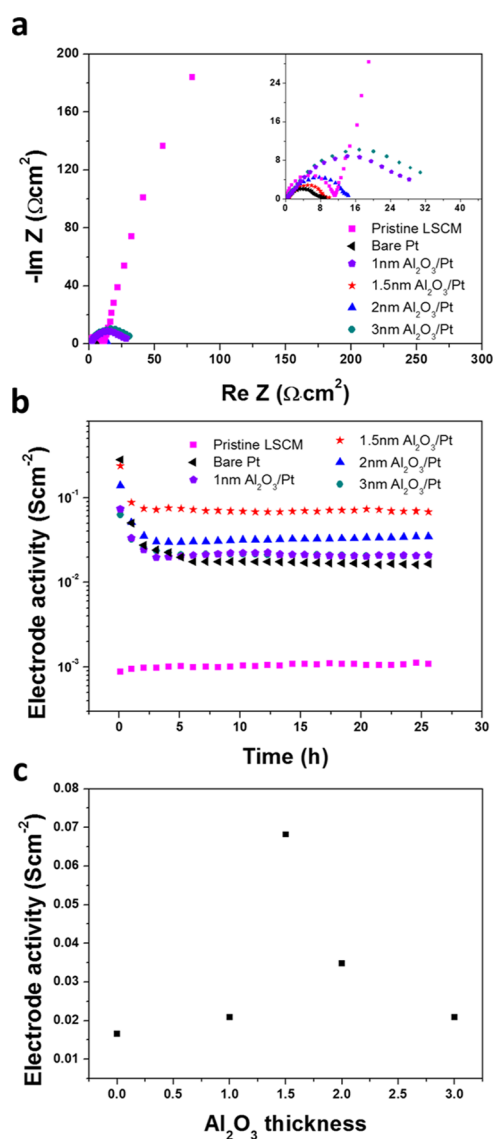 a
200
160
120
80
40
0
-Im Z (Ωcm²)
0 50 100 150 200 250 300
Re Z (Ω·cm²)
28
24
16
8
0
0 8 16 24 32 40
Pristine LSCM
Bare Pt
1nm Al₂O₃/Pt
1.5nm Al₂O₃/Pt
2nm Al₂O₃/Pt
3nm Al₂O₃/Pt
b
Electrode activity (Scm⁻²)
10⁻¹
10⁻²
10⁻³
Pristine LSCM
Bare Pt
1nm Al₂O₃/Pt
1.5nm Al₂O₃/Pt
2nm Al₂O₃/Pt
3nm Al₂O₃/Pt
0 5 10 15 20 25 30
Time (h)
c
Electrode activity (Scm⁻²)
0.08
0.07
0.06
0.05
0.04
0.03
0.02
0.01
0.0 0.5 1.0 1.5 2.0 2.5 3.0
Al₂O₃ thickness